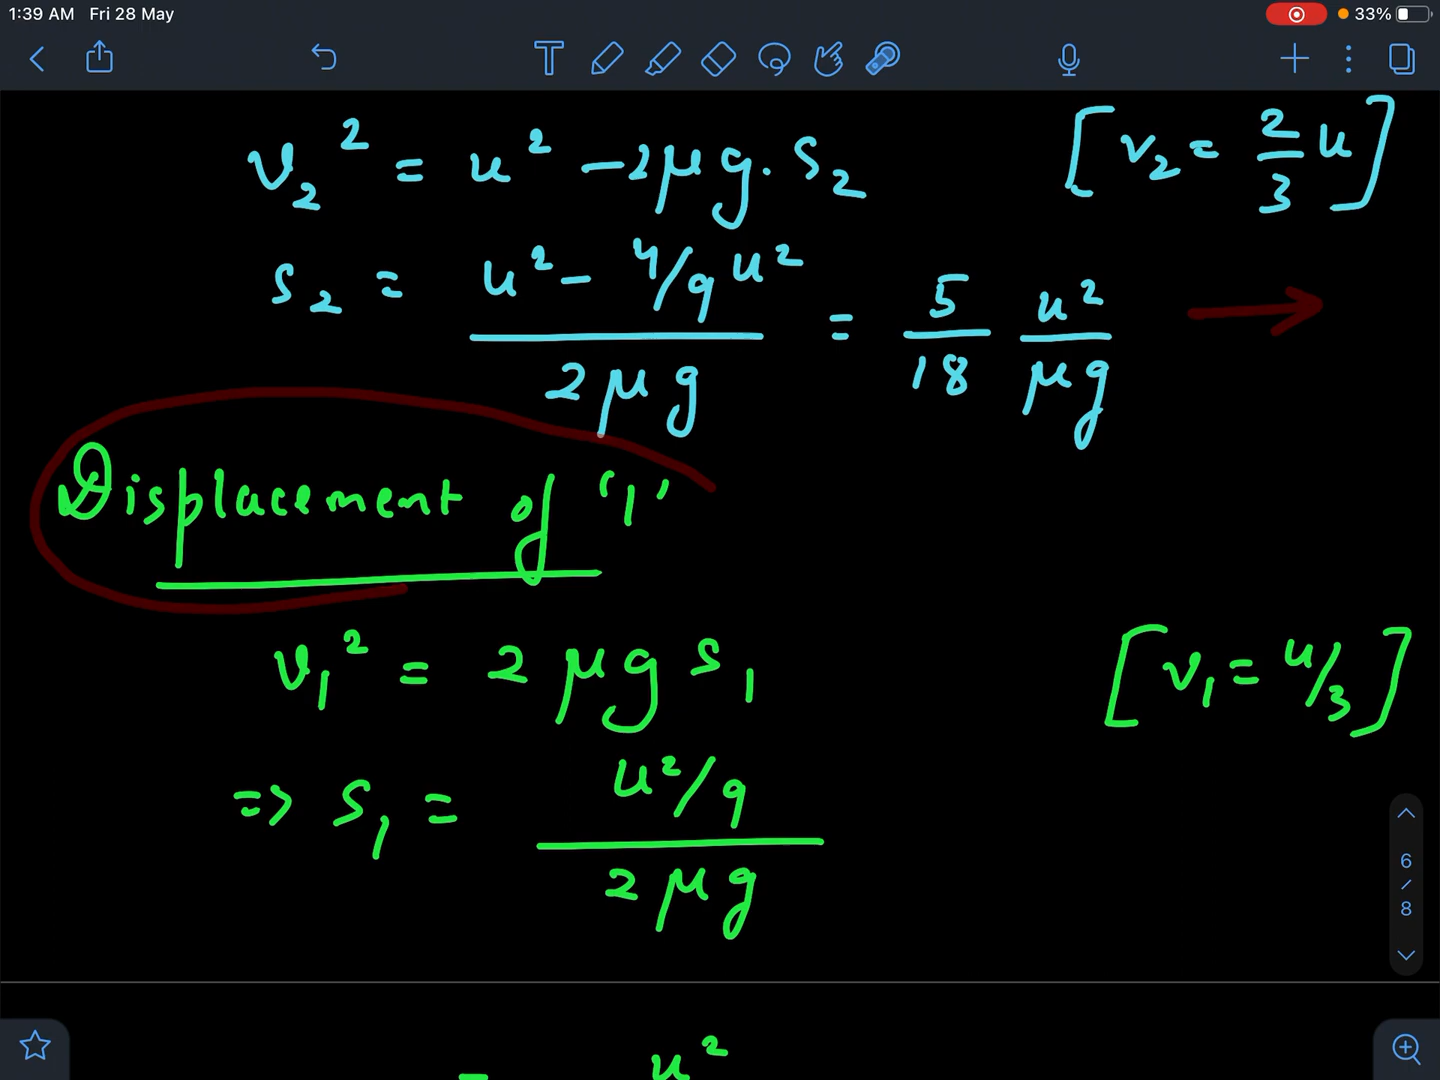 1:39 AM Fri 28 May 33%
v₂² = u² - 2μg.s₂ [v₂ = 2/3 u]
s₂ = (u² - 4/9 u²)/(2μg) = 5/18 u²/μg
Displacement of '1'
v₁² = 2μg s₁ [v₁ = u/3]
=> s₁ = (u²/9)/(2μg)
6/8
= u²